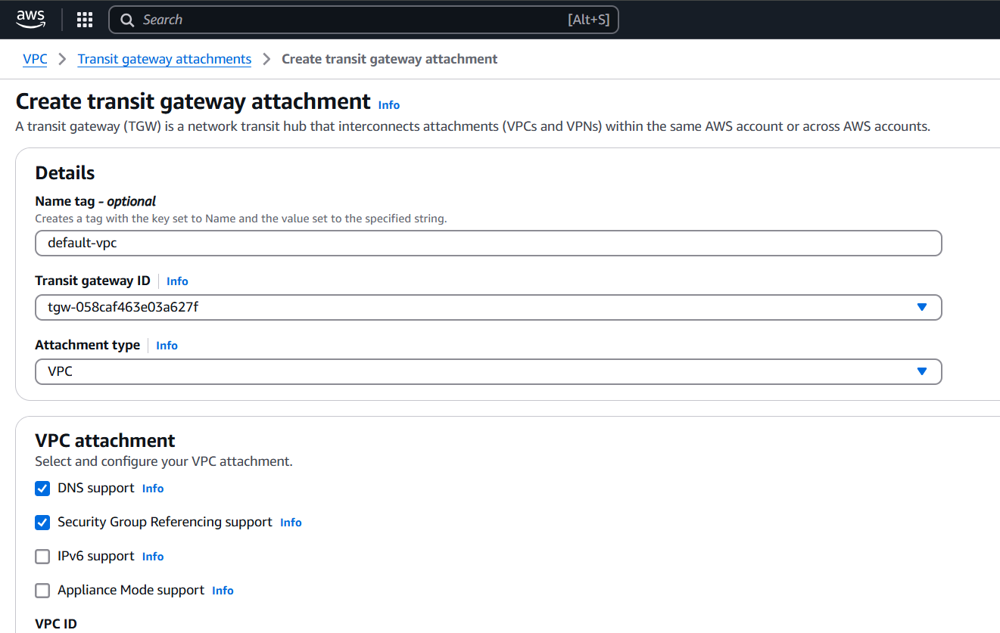 aws
Search [Alt+S]
VPC > Transit gateway attachments > Create transit gateway attachment
Create transit gateway attachment Info
A transit gateway (TGW) is a network transit hub that interconnects attachments (VPCs and VPNs) within the same AWS account or across AWS accounts.
Details
Name tag - optional
Creates a tag with the key set to Name and the value set to the specified string.
default-vpc
Transit gateway ID | Info
tgw-058caf463e03a627f
Attachment type | Info
VPC
VPC attachment
Select and configure your VPC attachment.
DNS support Info
Security Group Referencing support Info
IPv6 support Info
Appliance Mode support Info
VPC ID